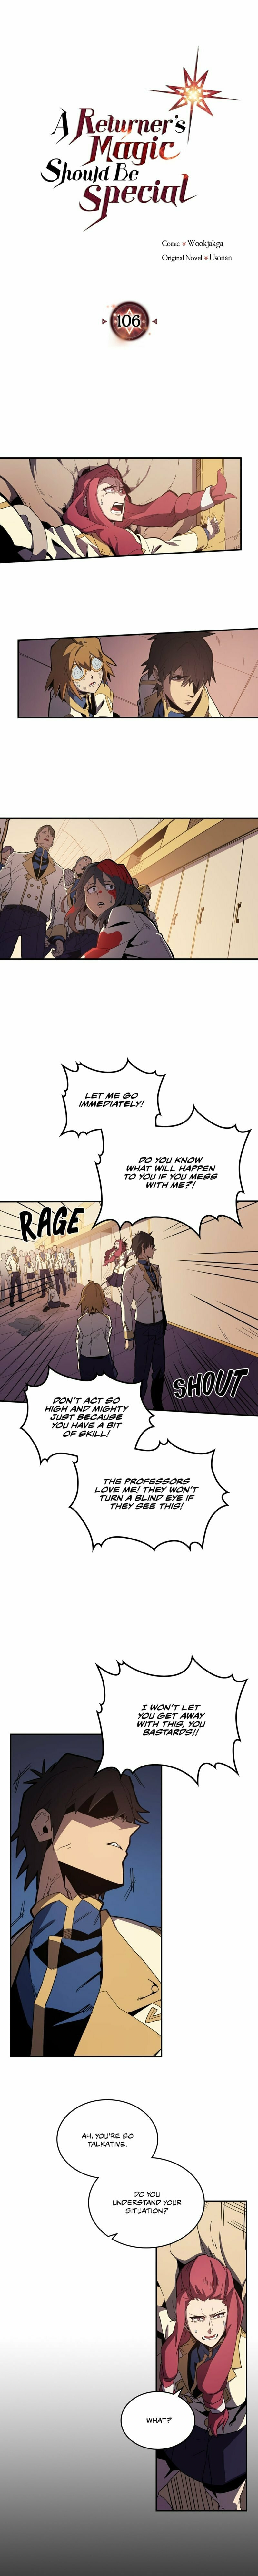 A Returner's
Magic
Should Be
Special
Comic Wookjakga
Original Novel Usonan
106
LET ME GO
IMMEDIATELY!
DO YOU KNOW
WHAT WILL HAPPEN
TO YOU IF YOU MESS
WITH ME?!
RAGE
SHOUT
DON'T ACT SO
HIGH AND MIGHTY
JUST BECAUSE
YOU HAVE A BIT
OF SKILL!
THE PROFESSORS
LOVE ME! THEY WON'T
TURN A BLIND EYE IF
THEY SEE THIS!
I WON'T LET
YOU GET AWAY
WITH THIS, YOU
BASTARDS!!
AH, YOU'RE SO
TALKATIVE.
DO YOU
UNDERSTAND YOUR
SITUATION?
WHAT?